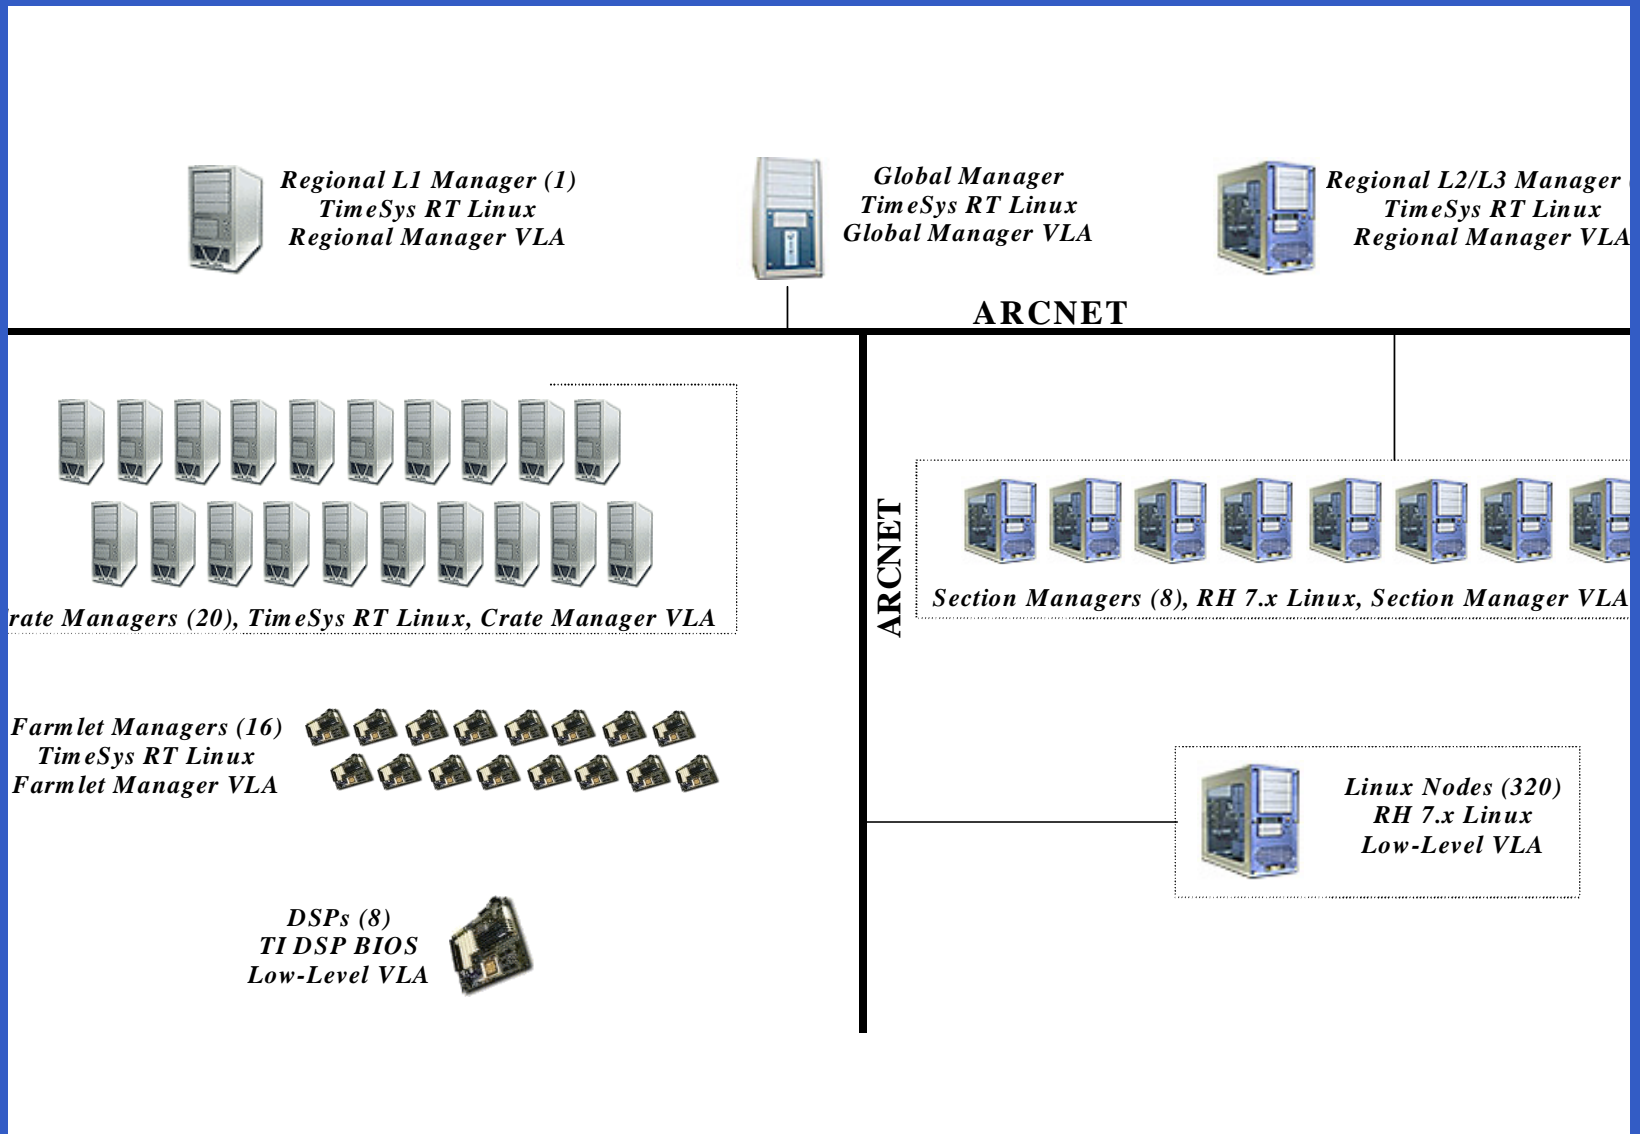 Regional L1 Manager (1)
TimeSys RT Linux
Regional Manager VLA
Global Manager
TimeSys RT Linux
Global Manager VLA
Regional L2/L3 Manager
TimeSys RT Linux
Regional Manager VLA
ARCNET
ARCNET
rate Managers (20), TimeSys RT Linux, Crate Manager VLA
Section Managers (8), RH 7.x Linux, Section Manager VLA
Farmlet Managers (16)
TimeSys RT Linux
Farmlet Manager VLA
Linux Nodes (320)
RH 7.x Linux
Low-Level VLA
DSPs (8)
TI DSP BIOS
Low-Level VLA